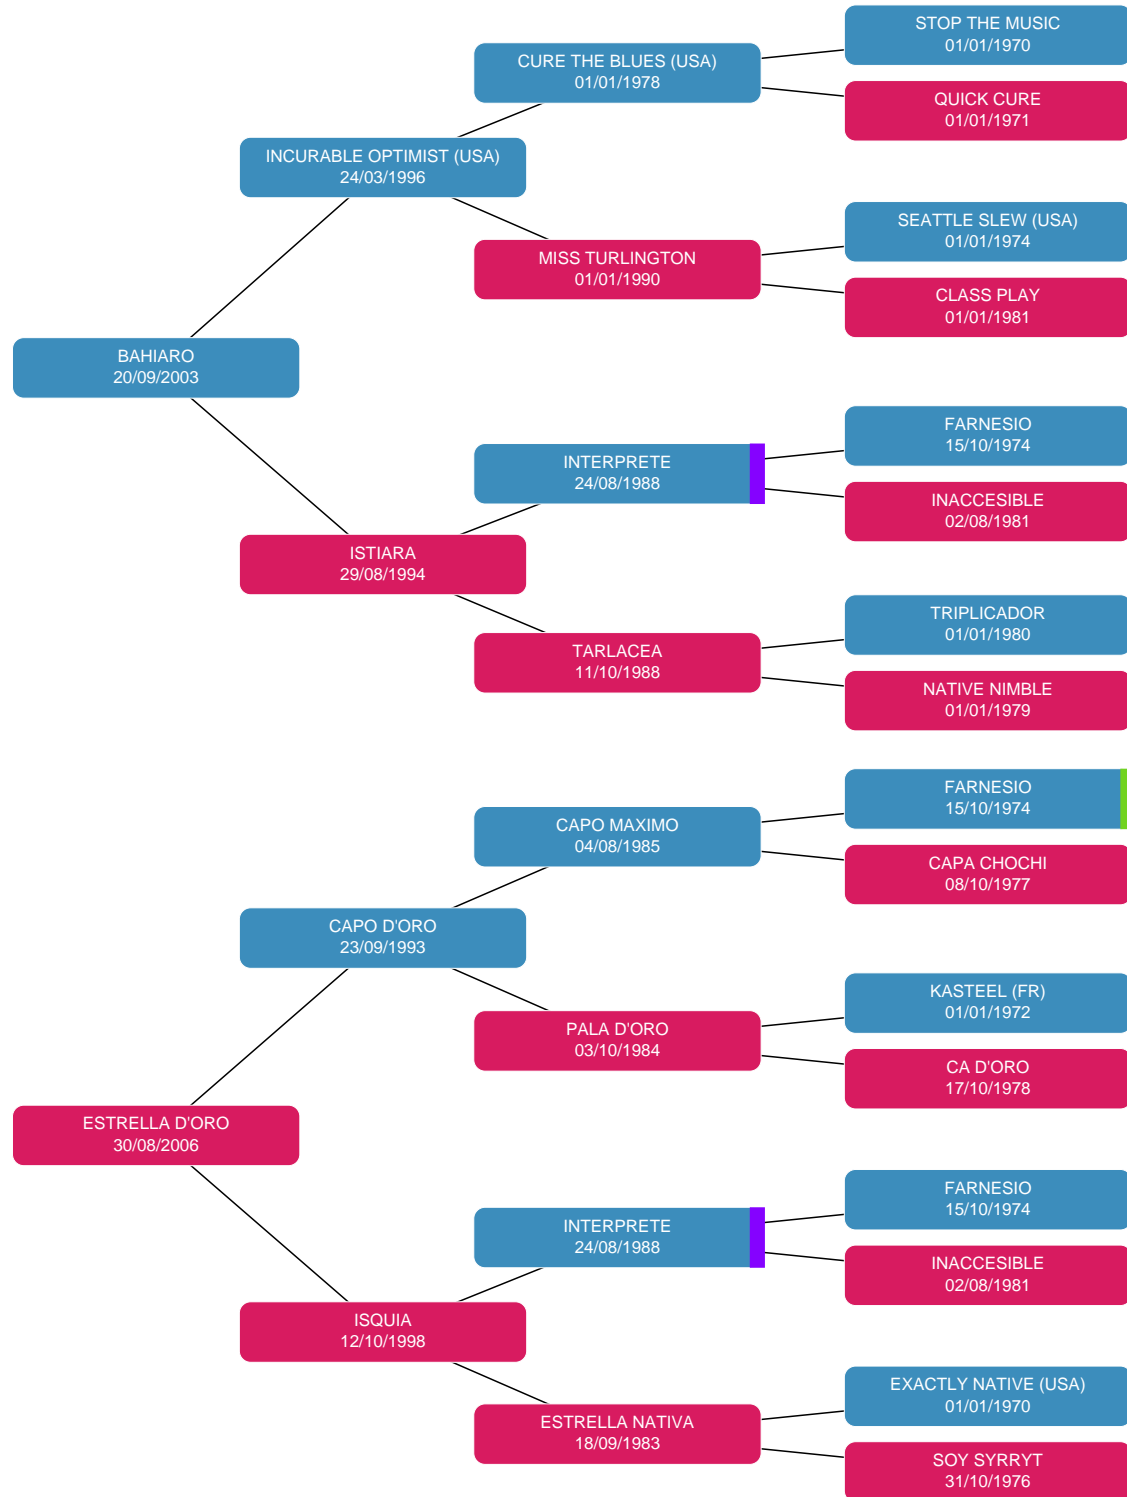 STOP THE MUSIC
01/01/1970
CURE THE BLUES (USA)
01/01/1978
QUICK CURE
01/01/1971
INCURABLE OPTIMIST (USA)
24/03/1996
SEATTLE SLEW (USA)
01/01/1974
MISS TURLINGTON
01/01/1990
CLASS PLAY
01/01/1981
BAHIARO
20/09/2003
FARNESIO
15/10/1974
INTERPRETE
24/08/1988
INACCESIBLE
02/08/1981
ISTIARA
29/08/1994
TRIPLICADOR
01/01/1980
TARLACEA
11/10/1988
NATIVE NIMBLE
01/01/1979
FARNESIO
15/10/1974
CAPO MAXIMO
04/08/1985
CAPA CHOCHI
08/10/1977
CAPO D'ORO
23/09/1993
KASTEEL (FR)
01/01/1972
PALA D'ORO
03/10/1984
CA D'ORO
17/10/1978
ESTRELLA D'ORO
30/08/2006
FARNESIO
15/10/1974
INTERPRETE
24/08/1988
INACCESIBLE
02/08/1981
ISQUIA
12/10/1998
EXACTLY NATIVE (USA)
01/01/1970
ESTRELLA NATIVA
18/09/1983
SOY SYRRYT
31/10/1976